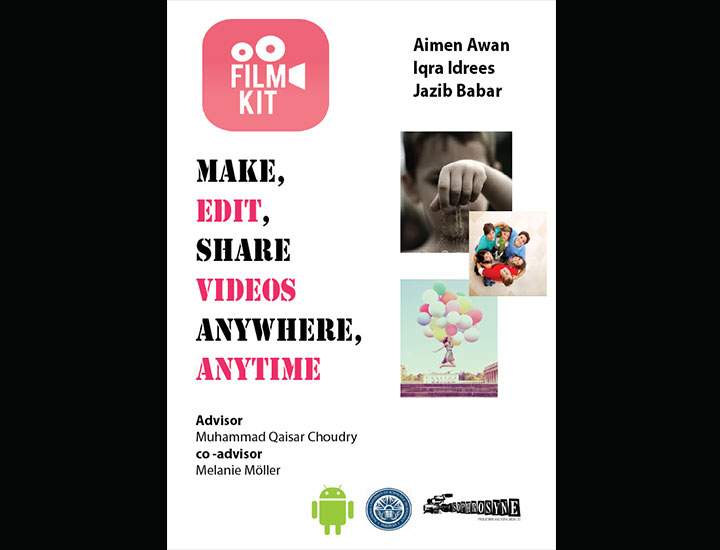 FILM
KIT
Aimen Awan
Iqra Idrees
Jazib Babar
MAKE,
EDIT,
SHARE
VIDEOS
ANYWHERE,
ANYTIME
Advisor
Muhammad Qaisar Choudry
co -advisor
Melanie Möller
SOPHROSYNE